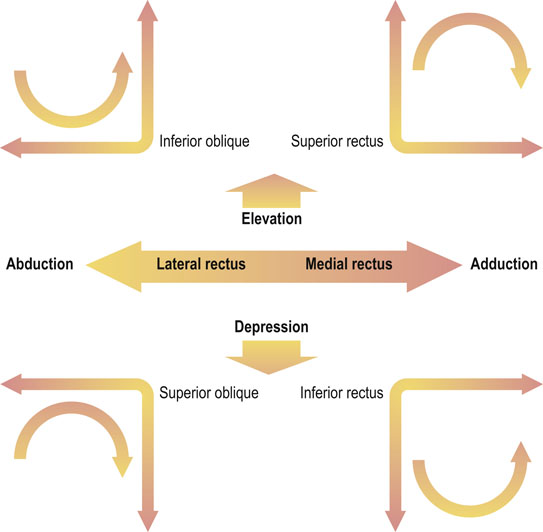 Inferior oblique
Superior rectus
Elevation
Abduction
Lateral rectus
Medial rectus
Adduction
Depression
Superior oblique
Inferior rectus